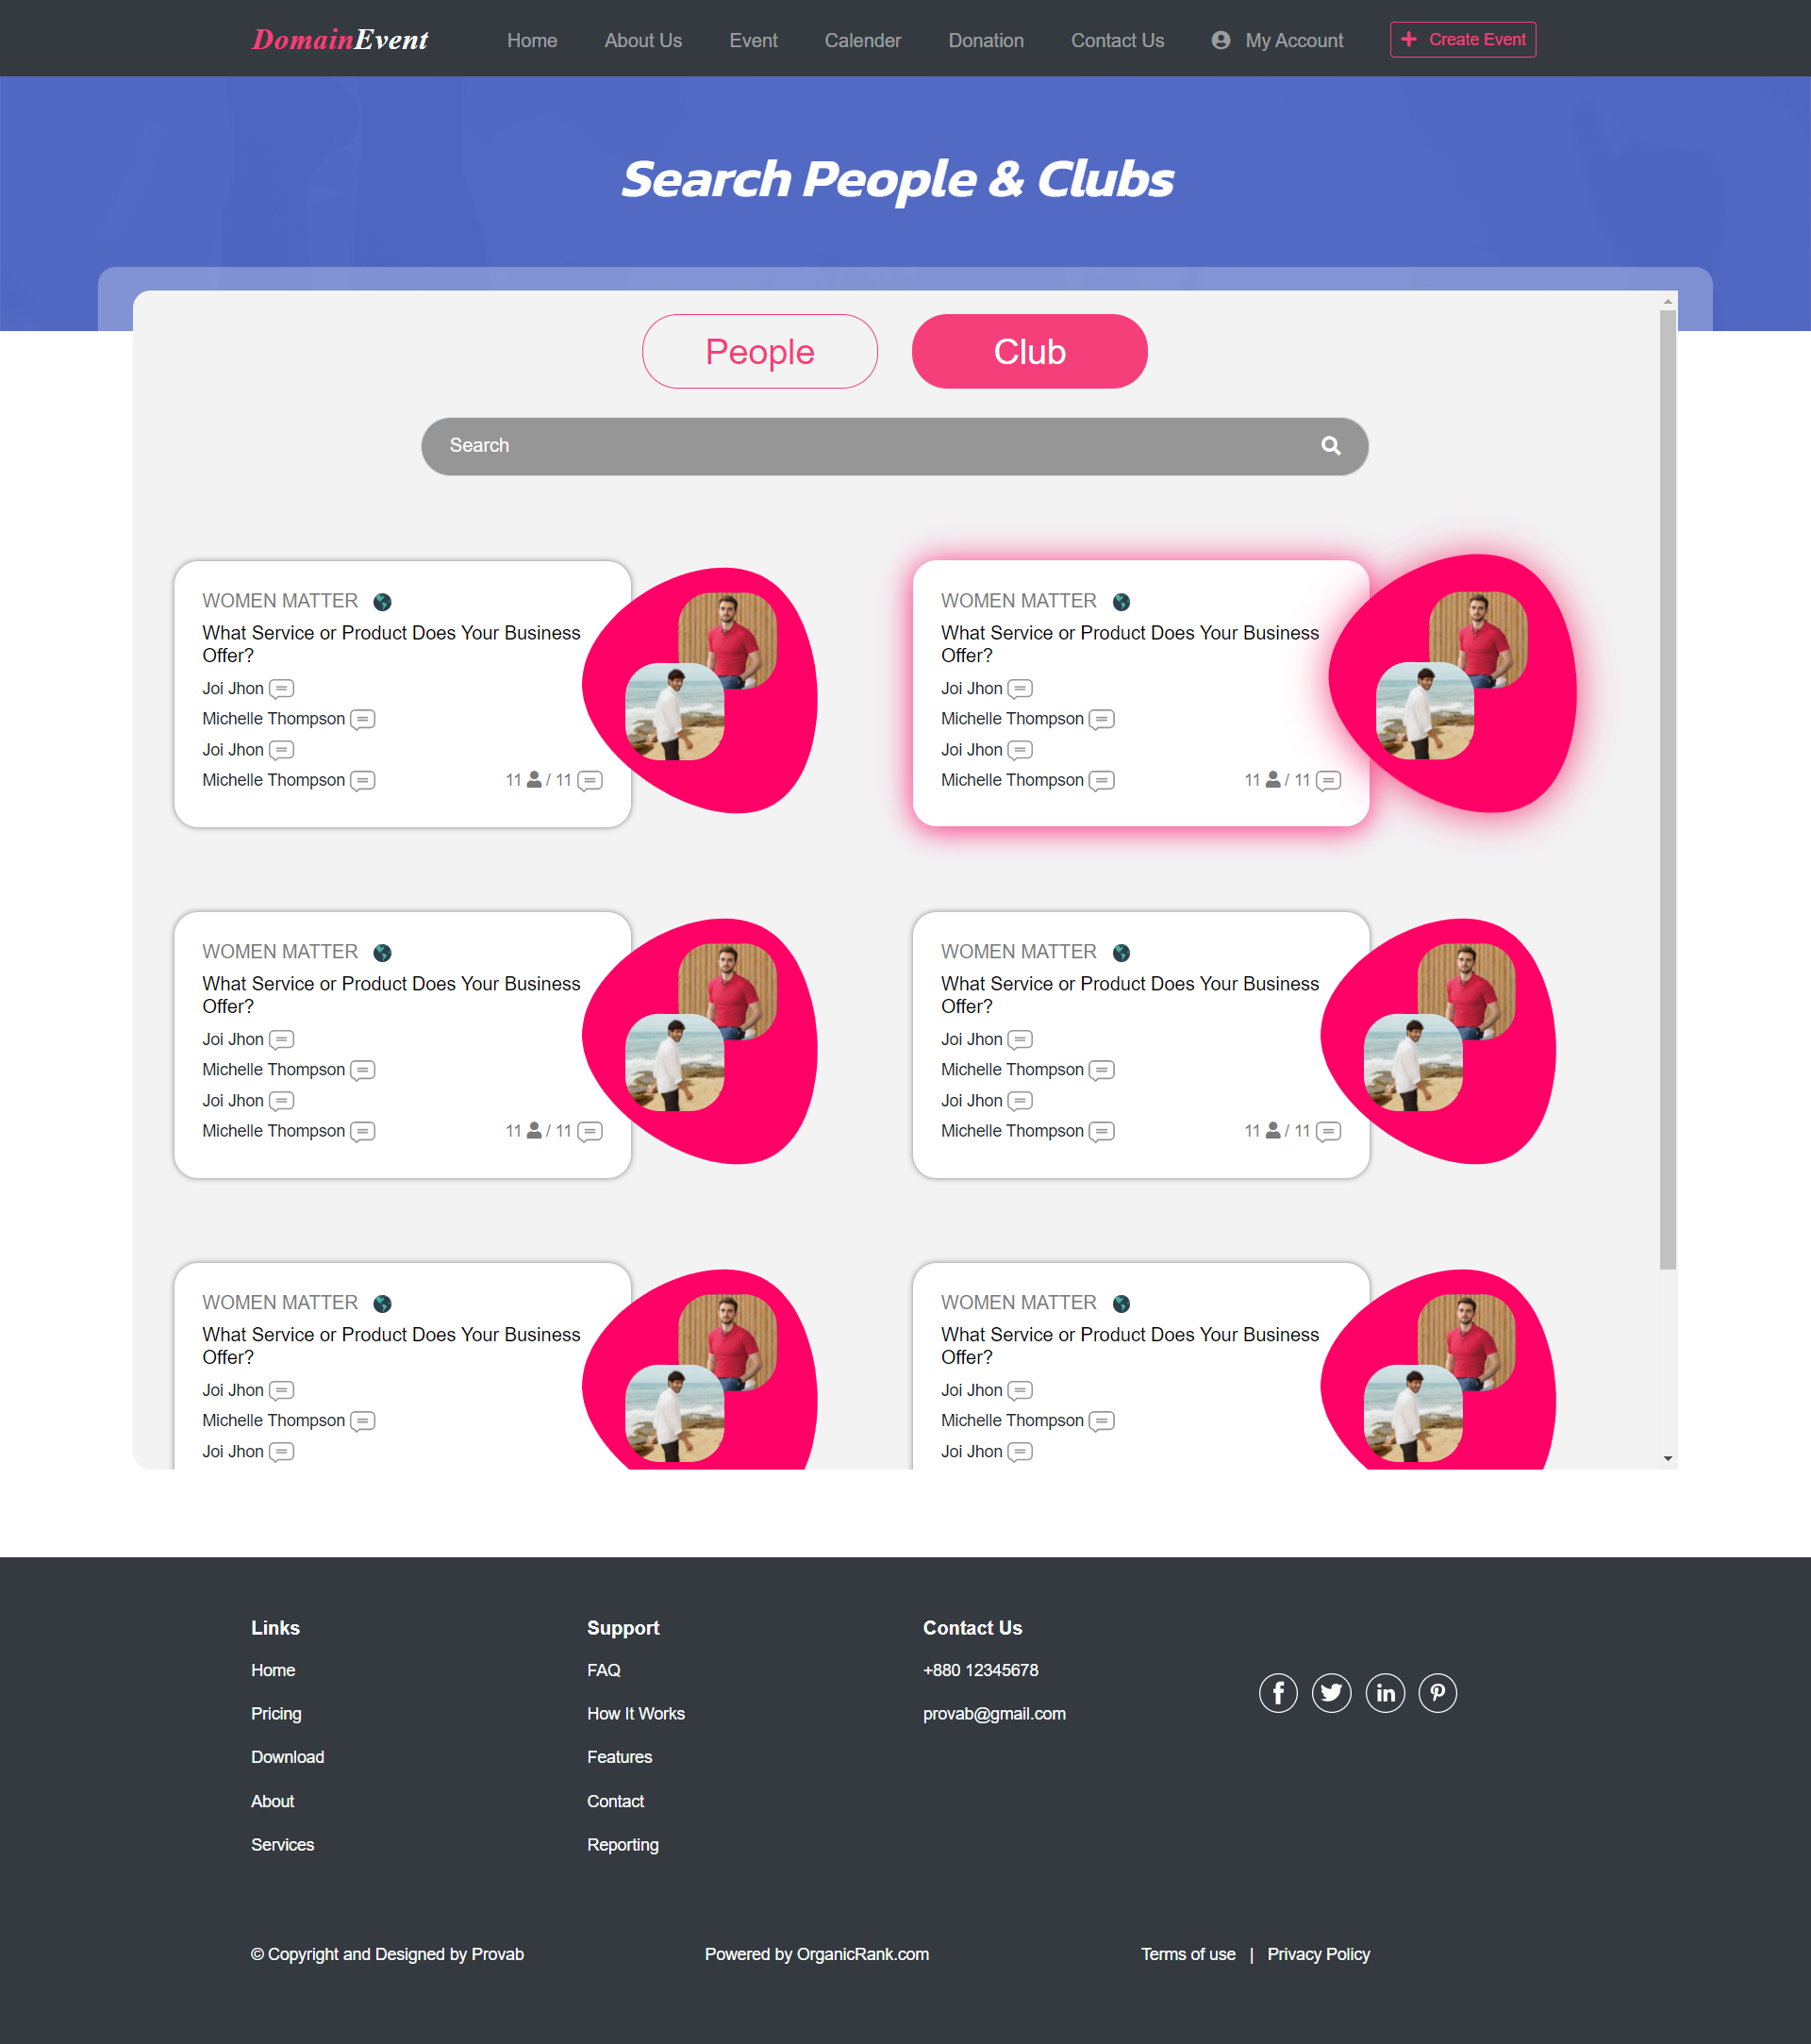 DomainEvent Home About Us Event Calender Donation Contact Us My Account Create Event
Search People & Clubs
People Club
Search
WOMEN MATTER
What Service or Product Does Your Business
Offer?
Joi Jhon
Michelle Thompson
Joi Jhon
Michelle Thompson 11 / 11
WOMEN MATTER
What Service or Product Does Your Business
Offer?
Joi Jhon
Michelle Thompson
Joi Jhon
Michelle Thompson 11 / 11
WOMEN MATTER
What Service or Product Does Your Business
Offer?
Joi Jhon
Michelle Thompson
Joi Jhon
Michelle Thompson 11 / 11
WOMEN MATTER
What Service or Product Does Your Business
Offer?
Joi Jhon
Michelle Thompson
Joi Jhon
Michelle Thompson 11 / 11
WOMEN MATTER
What Service or Product Does Your Business
Offer?
Joi Jhon
Michelle Thompson
Joi Jhon
WOMEN MATTER
What Service or Product Does Your Business
Offer?
Joi Jhon
Michelle Thompson
Joi Jhon
Links
Home
Pricing
Download
About
Services
Support
FAQ
How It Works
Features
Contact
Reporting
Contact Us
+880 12345678
provab@gmail.com
© Copyright and Designed by Provab Powered by OrganicRank.com Terms of use | Privacy Policy